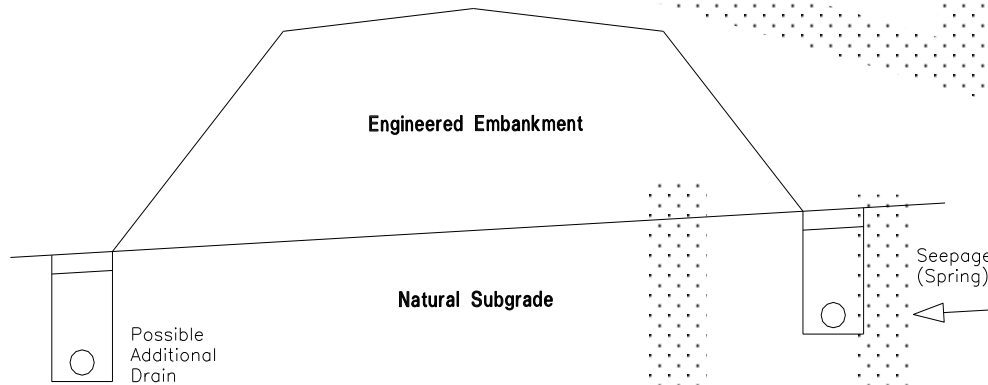 Engineered Embankment
Seepage
(Spring)
Natural Subgrade
Possible
Additional
Drain